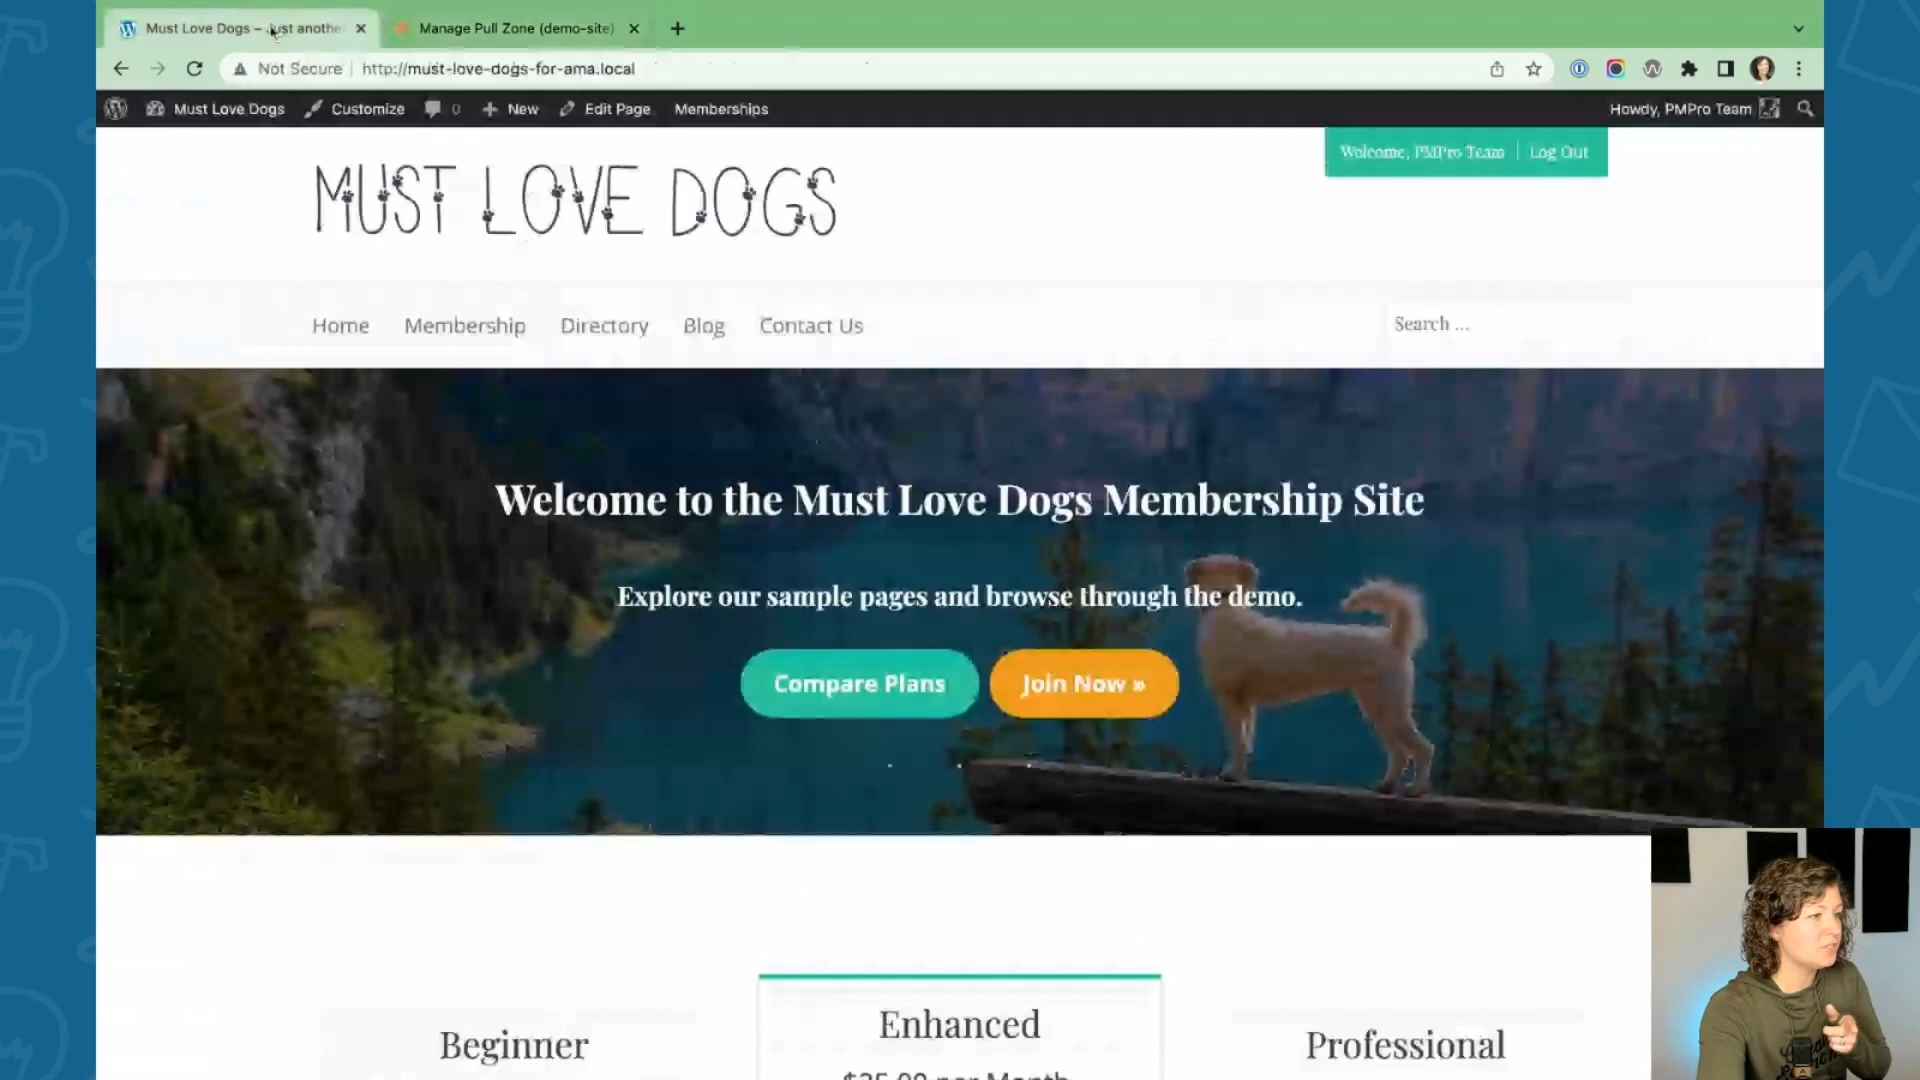 Must Love Dogs – Just another
Manage Pull Zone (demo-site)
Not Secure
http://must-love-dogs-for-ama.local
Must Love Dogs
Customize
0
New
Edit Page
Memberships
Howdy, PMPro Team
Welcome, PMPro Team
Log Out
MUST LOVE DOGS
Home
Membership
Directory
Blog
Contact Us
Search ...
Welcome to the Must Love Dogs Membership Site
Explore our sample pages and browse through the demo.
Compare Plans
Join Now »
Beginner
Enhanced
Professional
$25.00 per Month